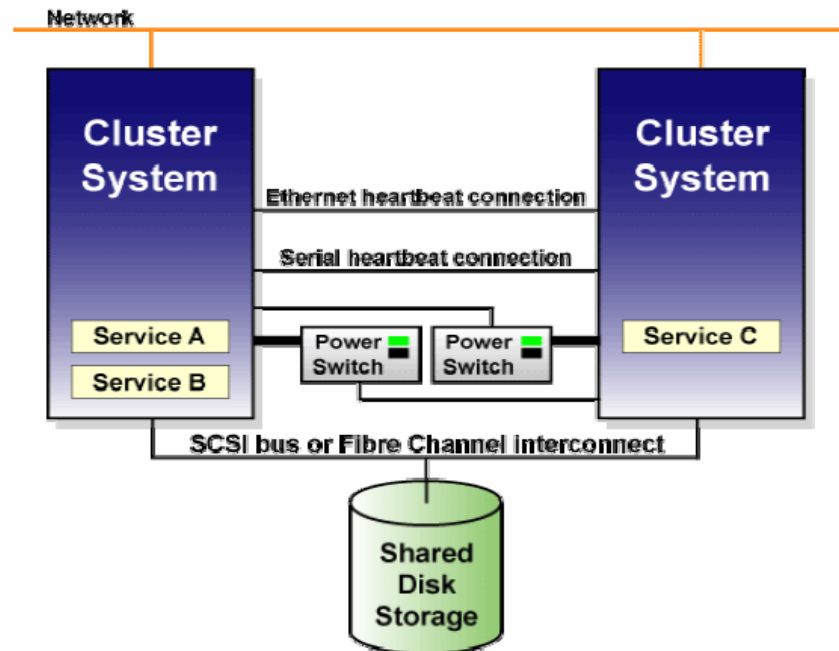 Network
Cluster
System
Cluster
System
Ethernet heartbeat connection
Serial heartbeat connection
Service A
Service B
Power
Switch
Power
Switch
Service C
SCSI bus or Fibre Channel interconnect
Shared
Disk
Storage